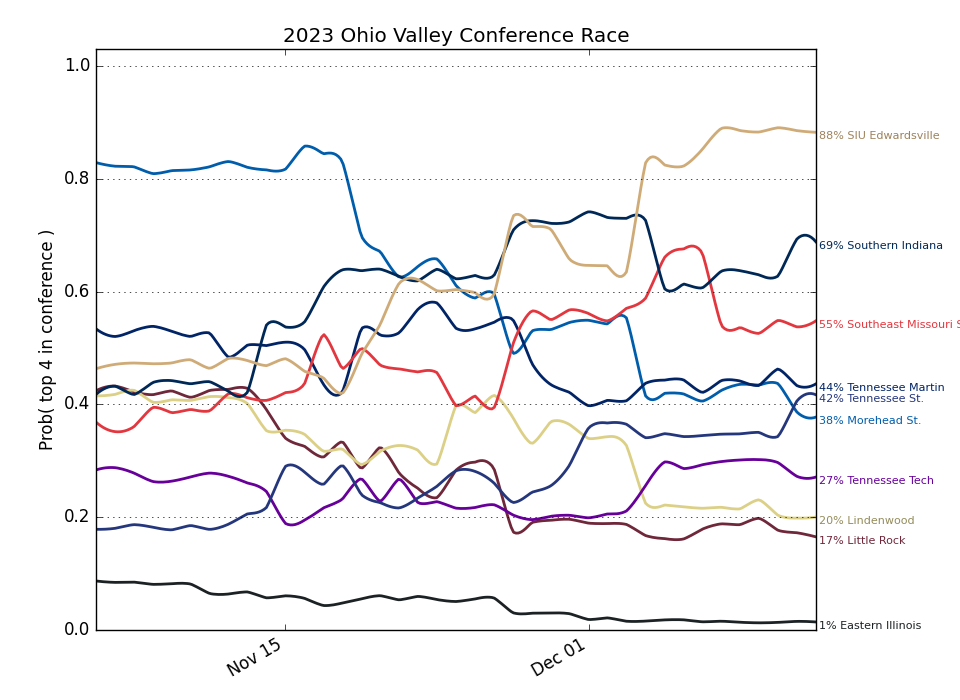 2023 Ohio Valley Conference Race
Prob( top 4 in conference )
1.0
0.8
0.6
0.4
0.2
0.0
Nov 15
Dec 01
88% SIU Edwardsville
69% Southern Indiana
55% Southeast Missouri S
44% Tennessee Martin
42% Tennessee St.
38% Morehead St.
27% Tennessee Tech
20% Lindenwood
17% Little Rock
1% Eastern Illinois